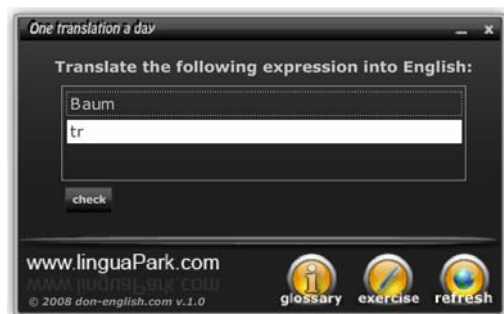 One translation a day
Translate the following expression into English:
Baum
tr
check
www.linguaPark.com
© 2008 don-english.com v.1.0
glossary exercise refresh